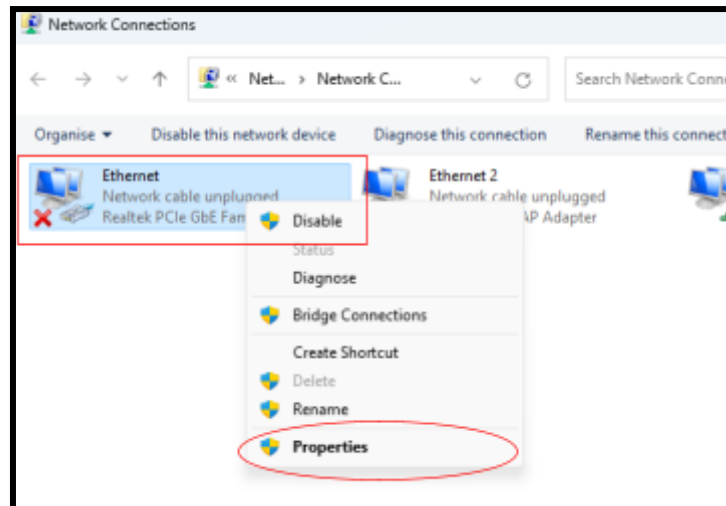 Network Connections
Net... Network C...
Search Network Conne
Organise Disable this network device Diagnose this connection Rename this connect
Ethernet
Network cable unplugged
Realtek PCIe GbE Fam
Ethernet 2
Network cable unplugged
AP Adapter
Disable
Status
Diagnose
Bridge Connections
Create Shortcut
Delete
Rename
Properties